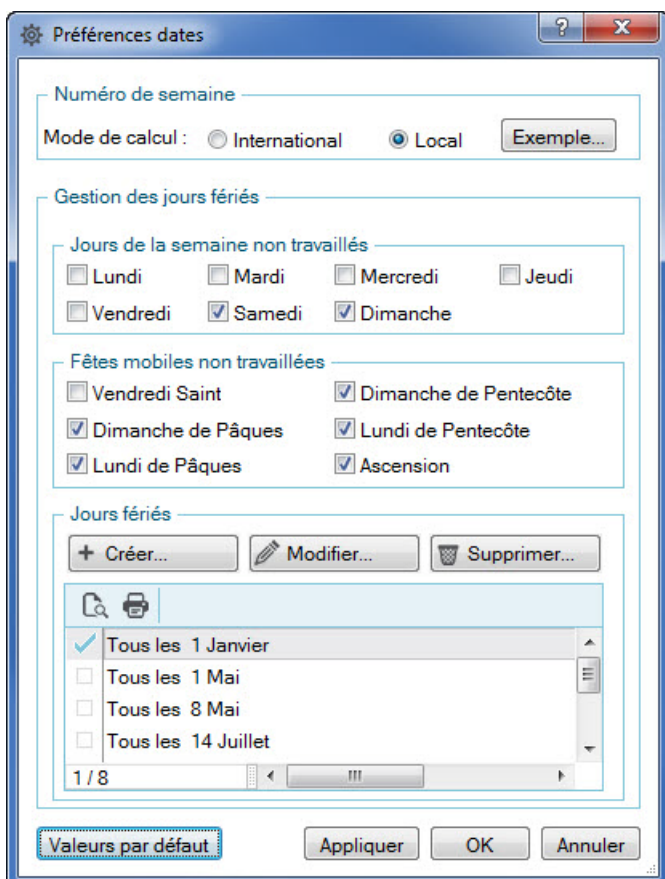 Préférences dates
Numéro de semaine
Mode de calcul : International Local Exemple...
Gestion des jours fériés
Jours de la semaine non travaillés
Lundi Mardi Mercredi Jeudi
Vendredi Samedi Dimanche
Fêtes mobiles non travaillées
Vendredi Saint Dimanche de Pentecôte
Dimanche de Pâques Lundi de Pentecôte
Lundi de Pâques Ascension
Jours fériés
+ Créer... Modifier... Supprimer...
Tous les 1 Janvier
Tous les 1 Mai
Tous les 8 Mai
Tous les 14 Juillet
1 / 8
Valeurs par défaut Appliquer OK Annuler